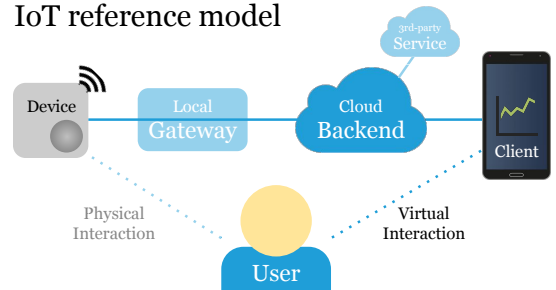 IoT reference model
3rd-party
Service
Device
Local
Gateway
Cloud
Backend
Client
Physical
Interaction
Virtual
Interaction
User